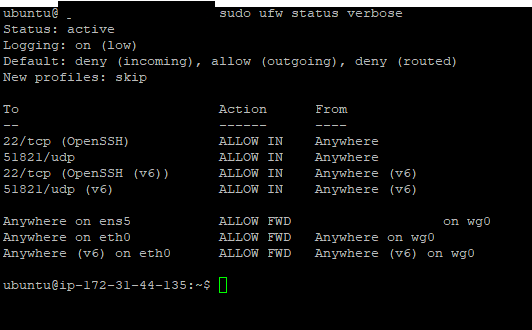 ubuntu@ sudo ufw status verbose
Status: active
Logging: on (low)
Default: deny (incoming), allow (outgoing), deny (routed)
New profiles: skip
To Action From
-- ------ ----
22/tcp (OpenSSH) ALLOW IN Anywhere
51821/udp ALLOW IN Anywhere
22/tcp (OpenSSH (v6)) ALLOW IN Anywhere (v6)
51821/udp (v6) ALLOW IN Anywhere (v6)
Anywhere on ens5 ALLOW FWD on wg0
Anywhere on eth0 ALLOW FWD Anywhere on wg0
Anywhere (v6) on eth0 ALLOW FWD Anywhere (v6) on wg0
ubuntu@ip-172-31-44-135:~$